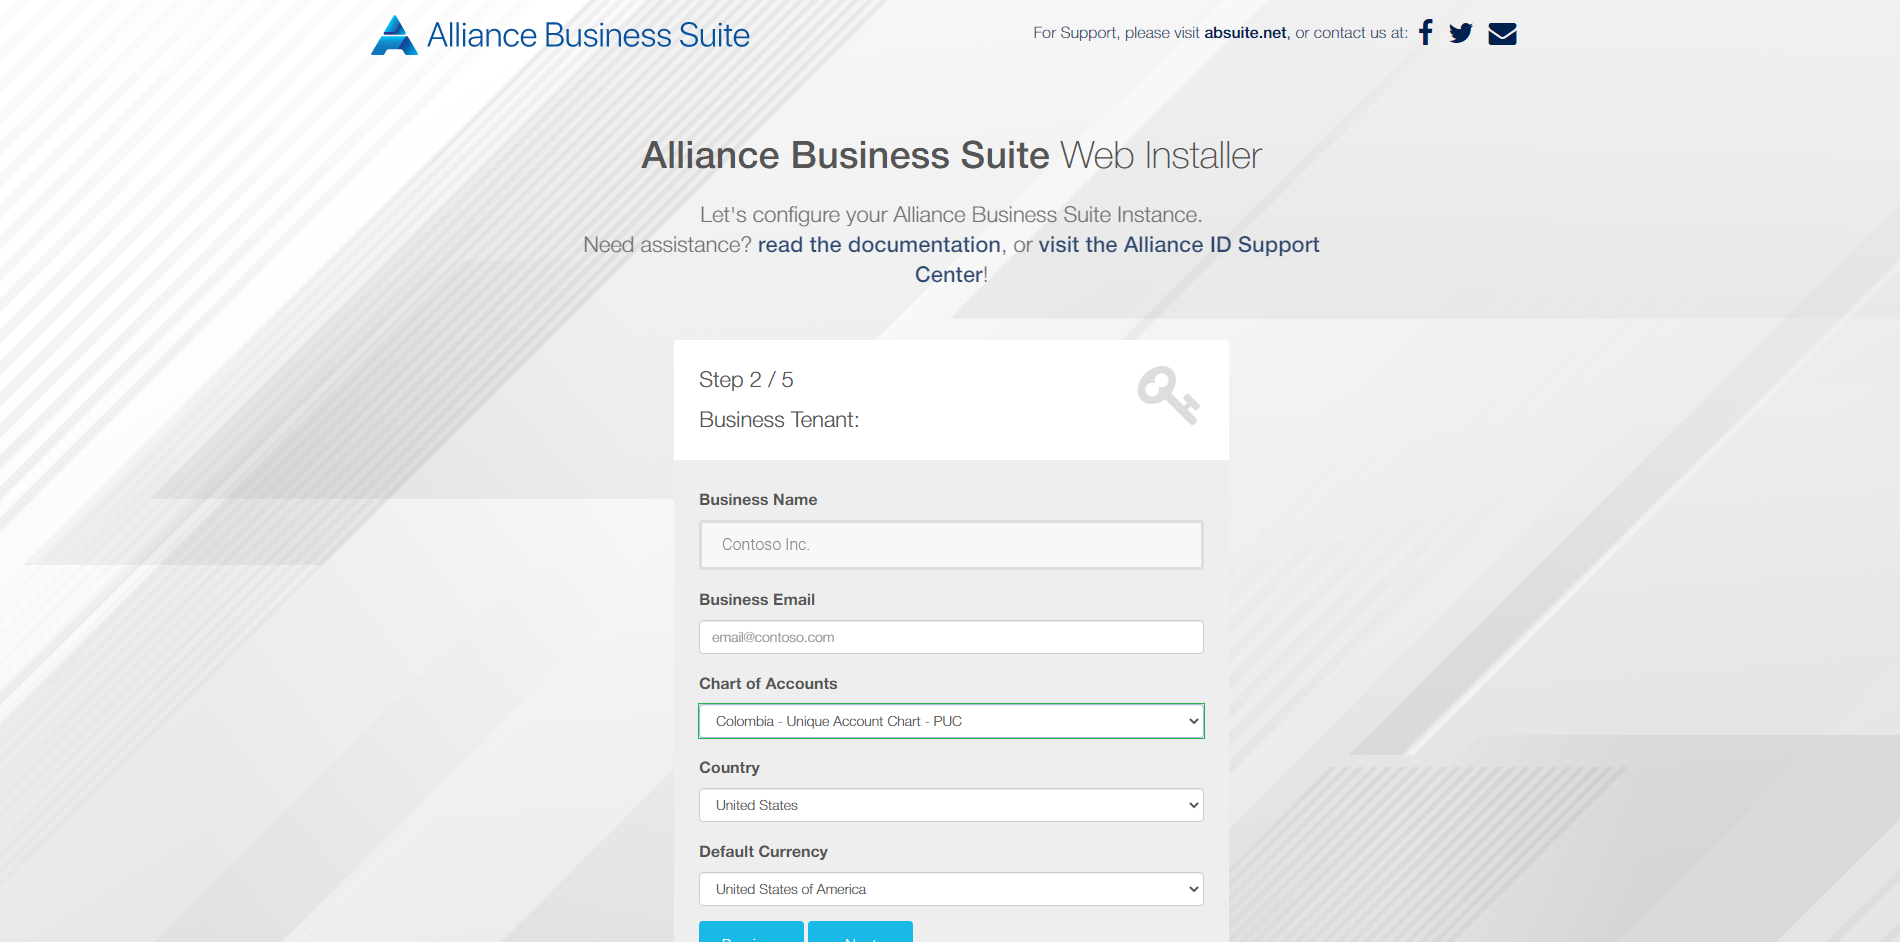 Alliance Business Suite
For Support, please visit absuite.net, or contact us at:
Alliance Business Suite Web Installer
Let's configure your Alliance Business Suite Instance.
Need assistance? read the documentation, or visit the Alliance ID Support
Center!
Step 2 / 5
Business Tenant:
Business Name
Contoso Inc.
Business Email
email@contoso.com
Chart of Accounts
Colombia - Unique Account Chart - PUC
Country
United States
Default Currency
United States of America